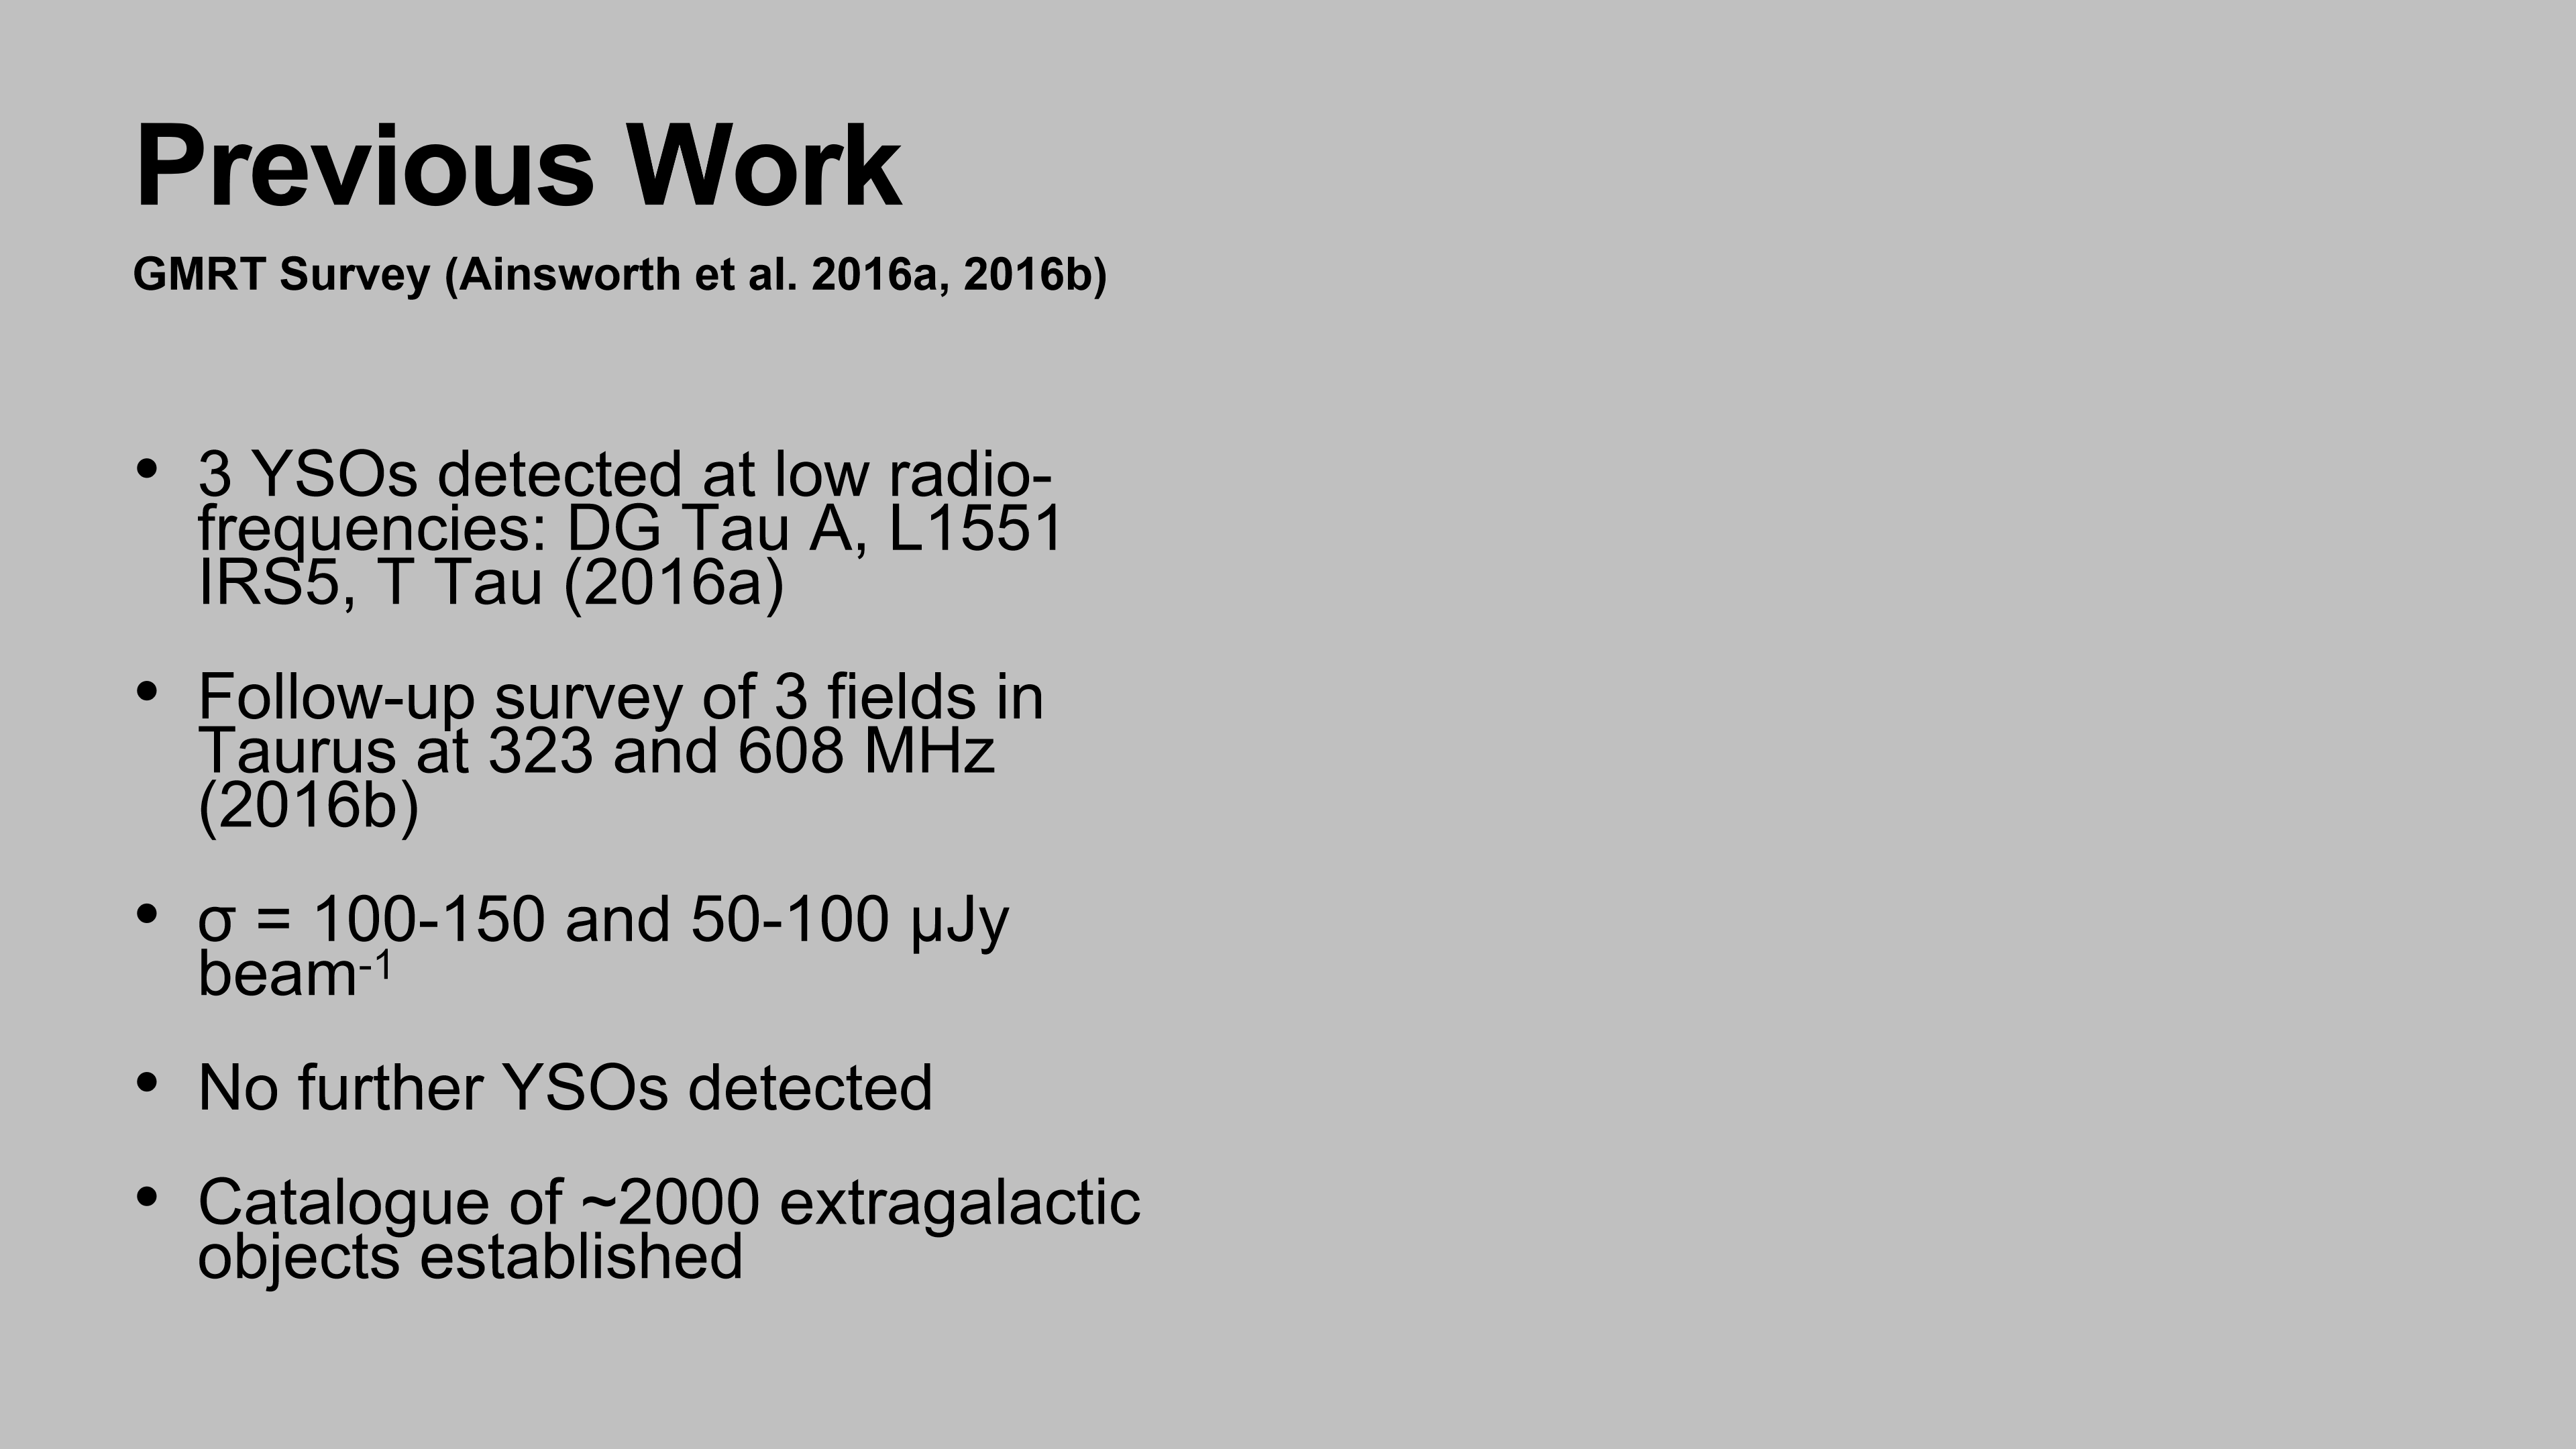 Previous Work
GMRT Survey (Ainsworth et al. 2016a, 2016b)
• 3 YSOs detected at low radio-
frequencies: DG Tau A, L1551
IRS5, T Tau (2016a)
• Follow-up survey of 3 fields in
Taurus at 323 and 608 MHz
(2016b)
• σ = 100-150 and 50-100 μJy
beam⁻¹
• No further YSOs detected
• Catalogue of ~2000 extragalactic
objects established